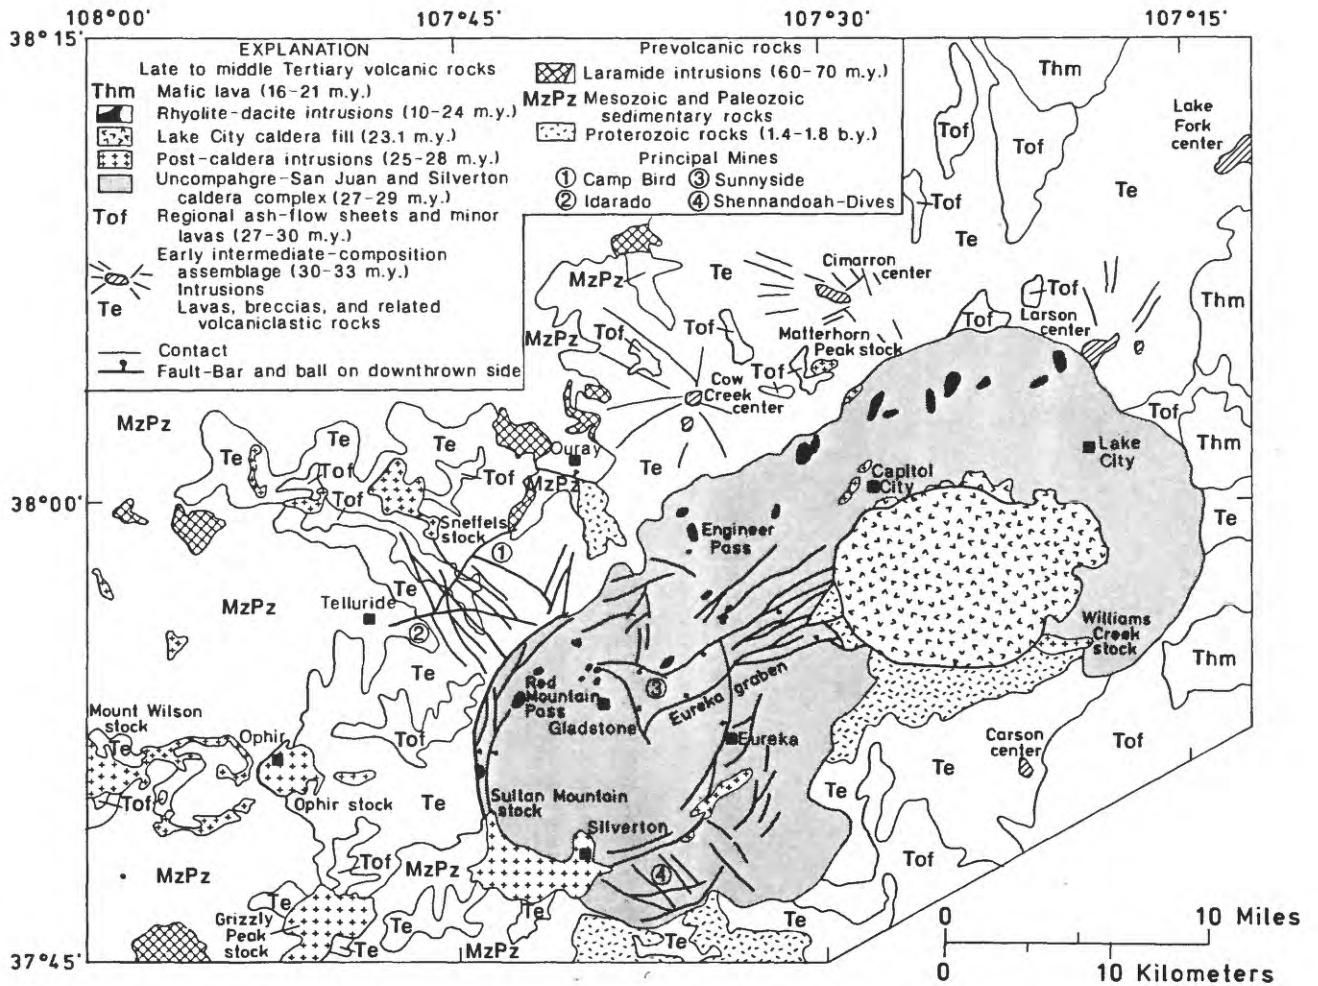 108°00'
107°45'
107°30'
107°15'
38°15'
38°00'
37°45'
EXPLANATION
Late to middle Tertiary volcanic rocks
Thm Mafic lava (16-21 m.y.)
Rhyolite-dacite intrusions (10-24 m.y.)
Lake City caldera fill (23.1 m.y.)
Post-caldera intrusions (25-28 m.y.)
Uncompahgre-San Juan and Silverton
caldera complex (27-29 m.y.)
Tof Regional ash-flow sheets and minor
lavas (27-30 m.y.)
Early intermediate-composition
assemblage (30-33 m.y.)
Intrusions
Te Lavas, breccias, and related
volcaniclastic rocks
Contact
Fault-Bar and ball on downthrown side
Prevolcanic rocks
Laramide intrusions (60-70 m.y.)
MzPz Mesozoic and Paleozoic
sedimentary rocks
Proterozoic rocks (1.4-1.8 b.y.)
Principal Mines
① Camp Bird ③ Sunnyside
② Idarado ④ Shennandoah-Dives
Thm
Tof
Tof
Lake
Fork
center
Te
Tof
Te
MzPz
Te
Cimarron
center
Tof
Thm
Larson
center
Tof
MzPz
Tof
Tof
Matterhorn
Peak stock
Tof
Cow
Creek
center
Tof
MzPz
Te
Te
Te
Tof
Tof
Tof
Ouray
MzPz
Te
Thm
Lake
City
Capitol
City
Sneffels
stock
①
Engineer
Pass
Te
Te
MzPz
Telluride
②
Te
Williams
Creek
stock
Thm
Red
Mountain
Pass
③
Gladstone
Eureka graben
Eureka
Mount Wilson
stock
Te
Ophir
Tof
Tof
Ophir stock
Te
Carson
center
Tof
Te
Te
Sultan Mountain
stock
Silverton
④
Tof
MzPz
Tof
MzPz
Te
Grizzly
Peak
stock
Te
Te
Te
MzPz
Te
Te
0 10 Miles
0 10 Kilometers